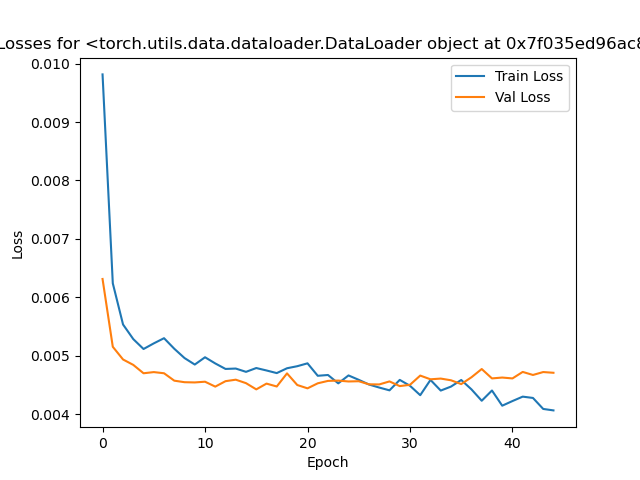 Losses for <torch.utils.data.dataloader.DataLoader object at 0x7f035ed96ac8
Train Loss
Val Loss
0.010
0.009
0.008
0.007
0.006
0.005
0.004
Loss
0 10 20 30 40
Epoch